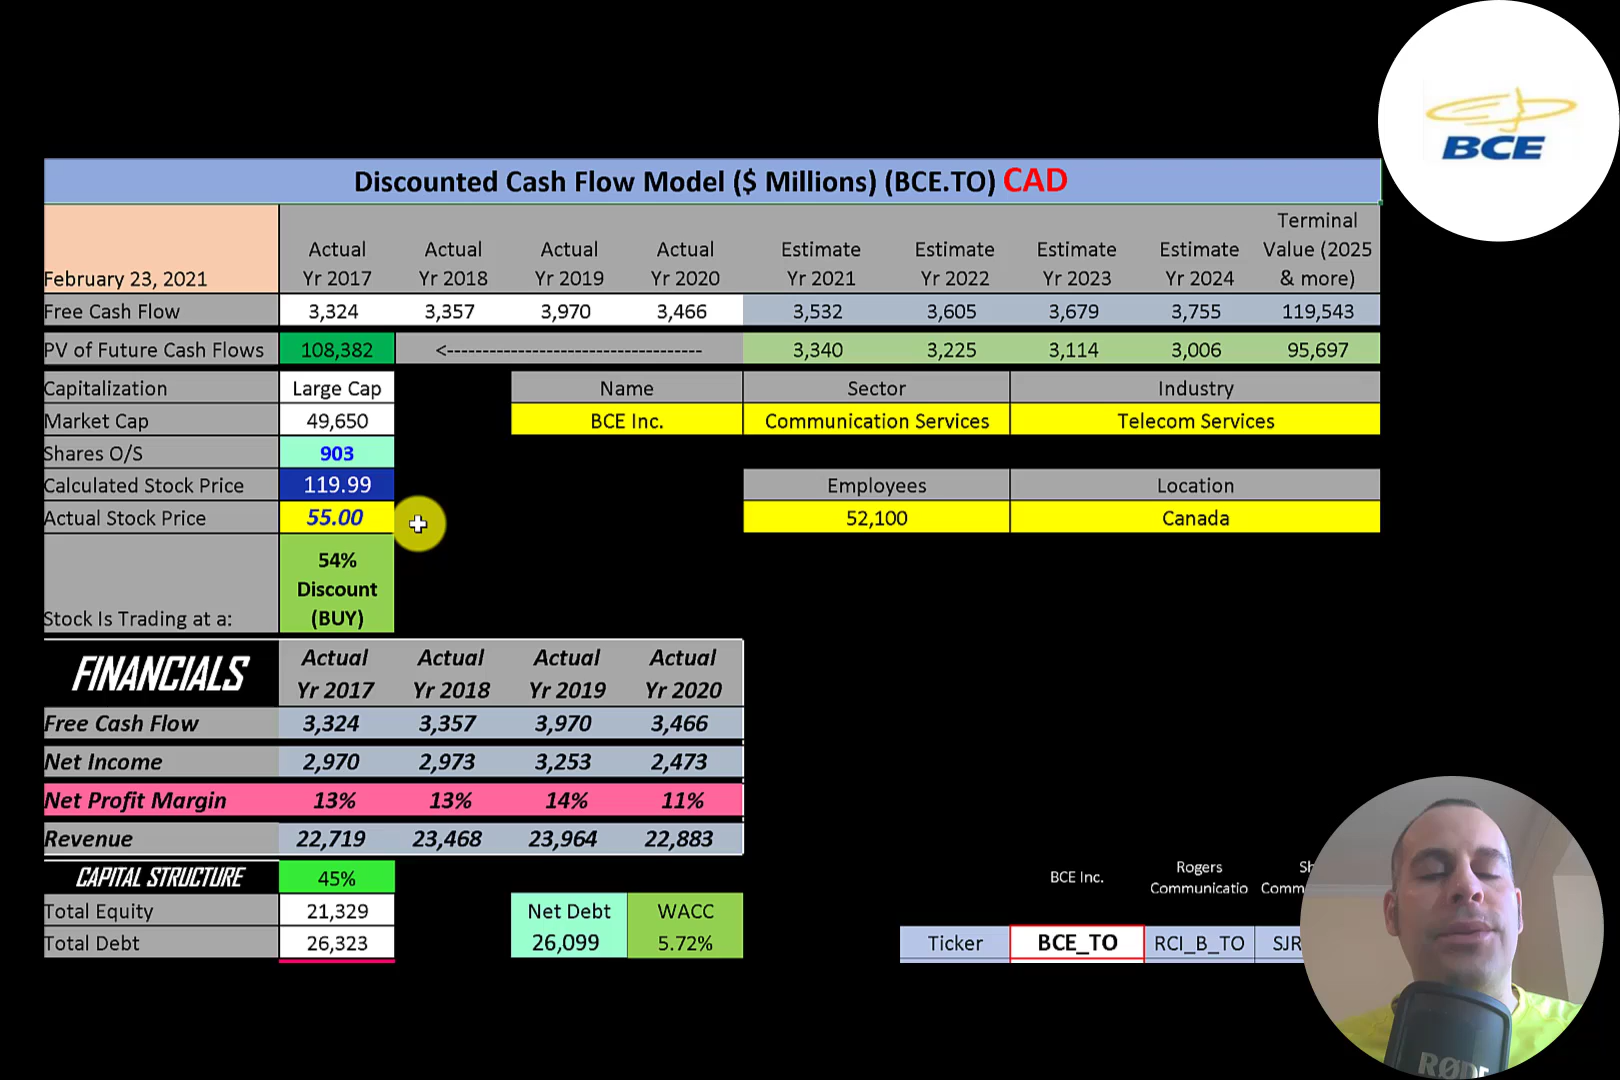 BCE
Discounted Cash Flow Model ($ Millions) (BCE.TO) CAD
February 23, 2021 Actual Yr 2017 Actual Yr 2018 Actual Yr 2019 Actual Yr 2020 Estimate Yr 2021 Estimate Yr 2022 Estimate Yr 2023 Estimate Yr 2024 Terminal Value (2025 & more)
Free Cash Flow 3,324 3,357 3,970 3,466 3,532 3,605 3,679 3,755 119,543
PV of Future Cash Flows 108,382 <------------------------------------ 3,340 3,225 3,114 3,006 95,697
Capitalization Large Cap Name Sector Industry
Market Cap 49,650 BCE Inc. Communication Services Telecom Services
Shares O/S 903
Calculated Stock Price 119.99 Employees Location
Actual Stock Price 55.00 52,100 Canada
Stock Is Trading at a: 54% Discount (BUY)
FINANCIALS Actual Yr 2017 Actual Yr 2018 Actual Yr 2019 Actual Yr 2020
Free Cash Flow 3,324 3,357 3,970 3,466
Net Income 2,970 2,973 3,253 2,473
Net Profit Margin 13% 13% 14% 11%
Revenue 22,719 23,468 23,964 22,883
CAPITAL STRUCTURE 45% BCE Inc. Rogers Communicatio
Total Equity 21,329 Net Debt WACC
Total Debt 26,323 26,099 5.72% Ticker BCE_TO RCI_B_TO SJR
RØDE